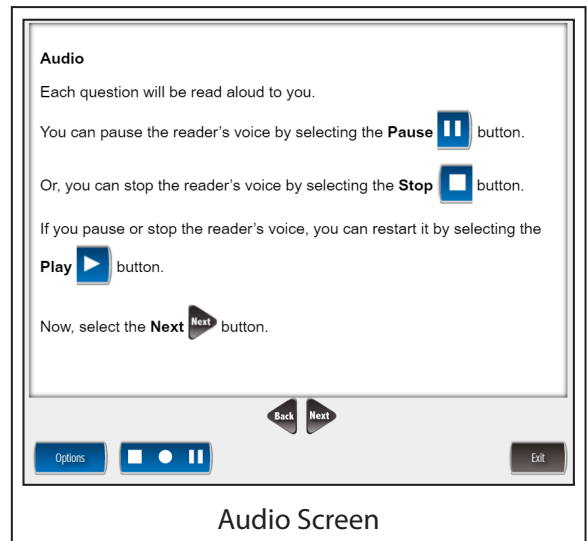 Audio
Each question will be read aloud to you.
You can pause the reader's voice by selecting the Pause button.
Or, you can stop the reader's voice by selecting the Stop button.
If you pause or stop the reader's voice, you can restart it by selecting the
Play button.
Now, select the Next Next button.
Back Next
Options Exit
Audio Screen